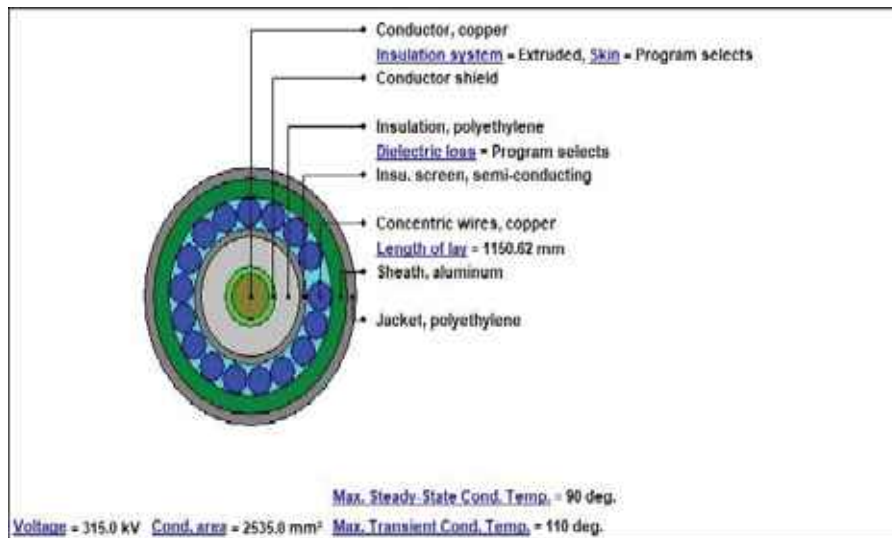 Conductor, copper
Insulation system = Extruded, Skin = Program selects
Conductor shield
Insulation, polyethylene
Dielectric loss = Program selects
Insu. screen, semi-conducting
Concentric wires, copper
Length of lay = 1150.62 mm
Sheath, aluminum
Jacket, polyethylene
Max. Steady-State Cond. Temp. = 90 deg.
Voltage = 315.0 kV Cond. area = 2535.0 mm² Max. Transient Cond. Temp. = 110 deg.